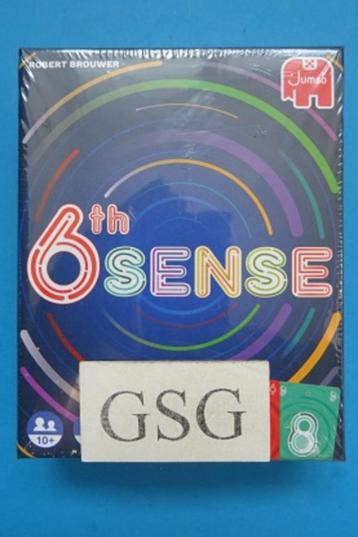 ROBERT BROUWER
Jumbo
6th
SENSE
GSG
10+
8